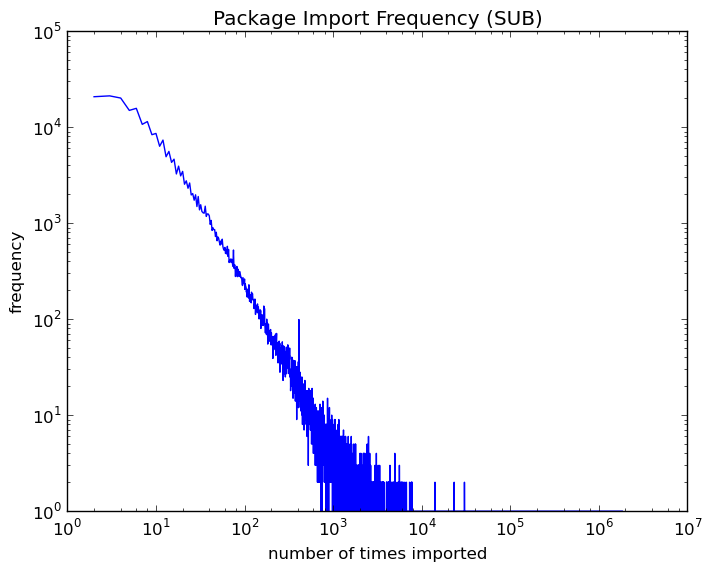 Package Import Frequency (SUB)
10^5
10^4
10^3
10^2
10^1
10^0
frequency
10^0 10^1 10^2 10^3 10^4 10^5 10^6 10^7
number of times imported